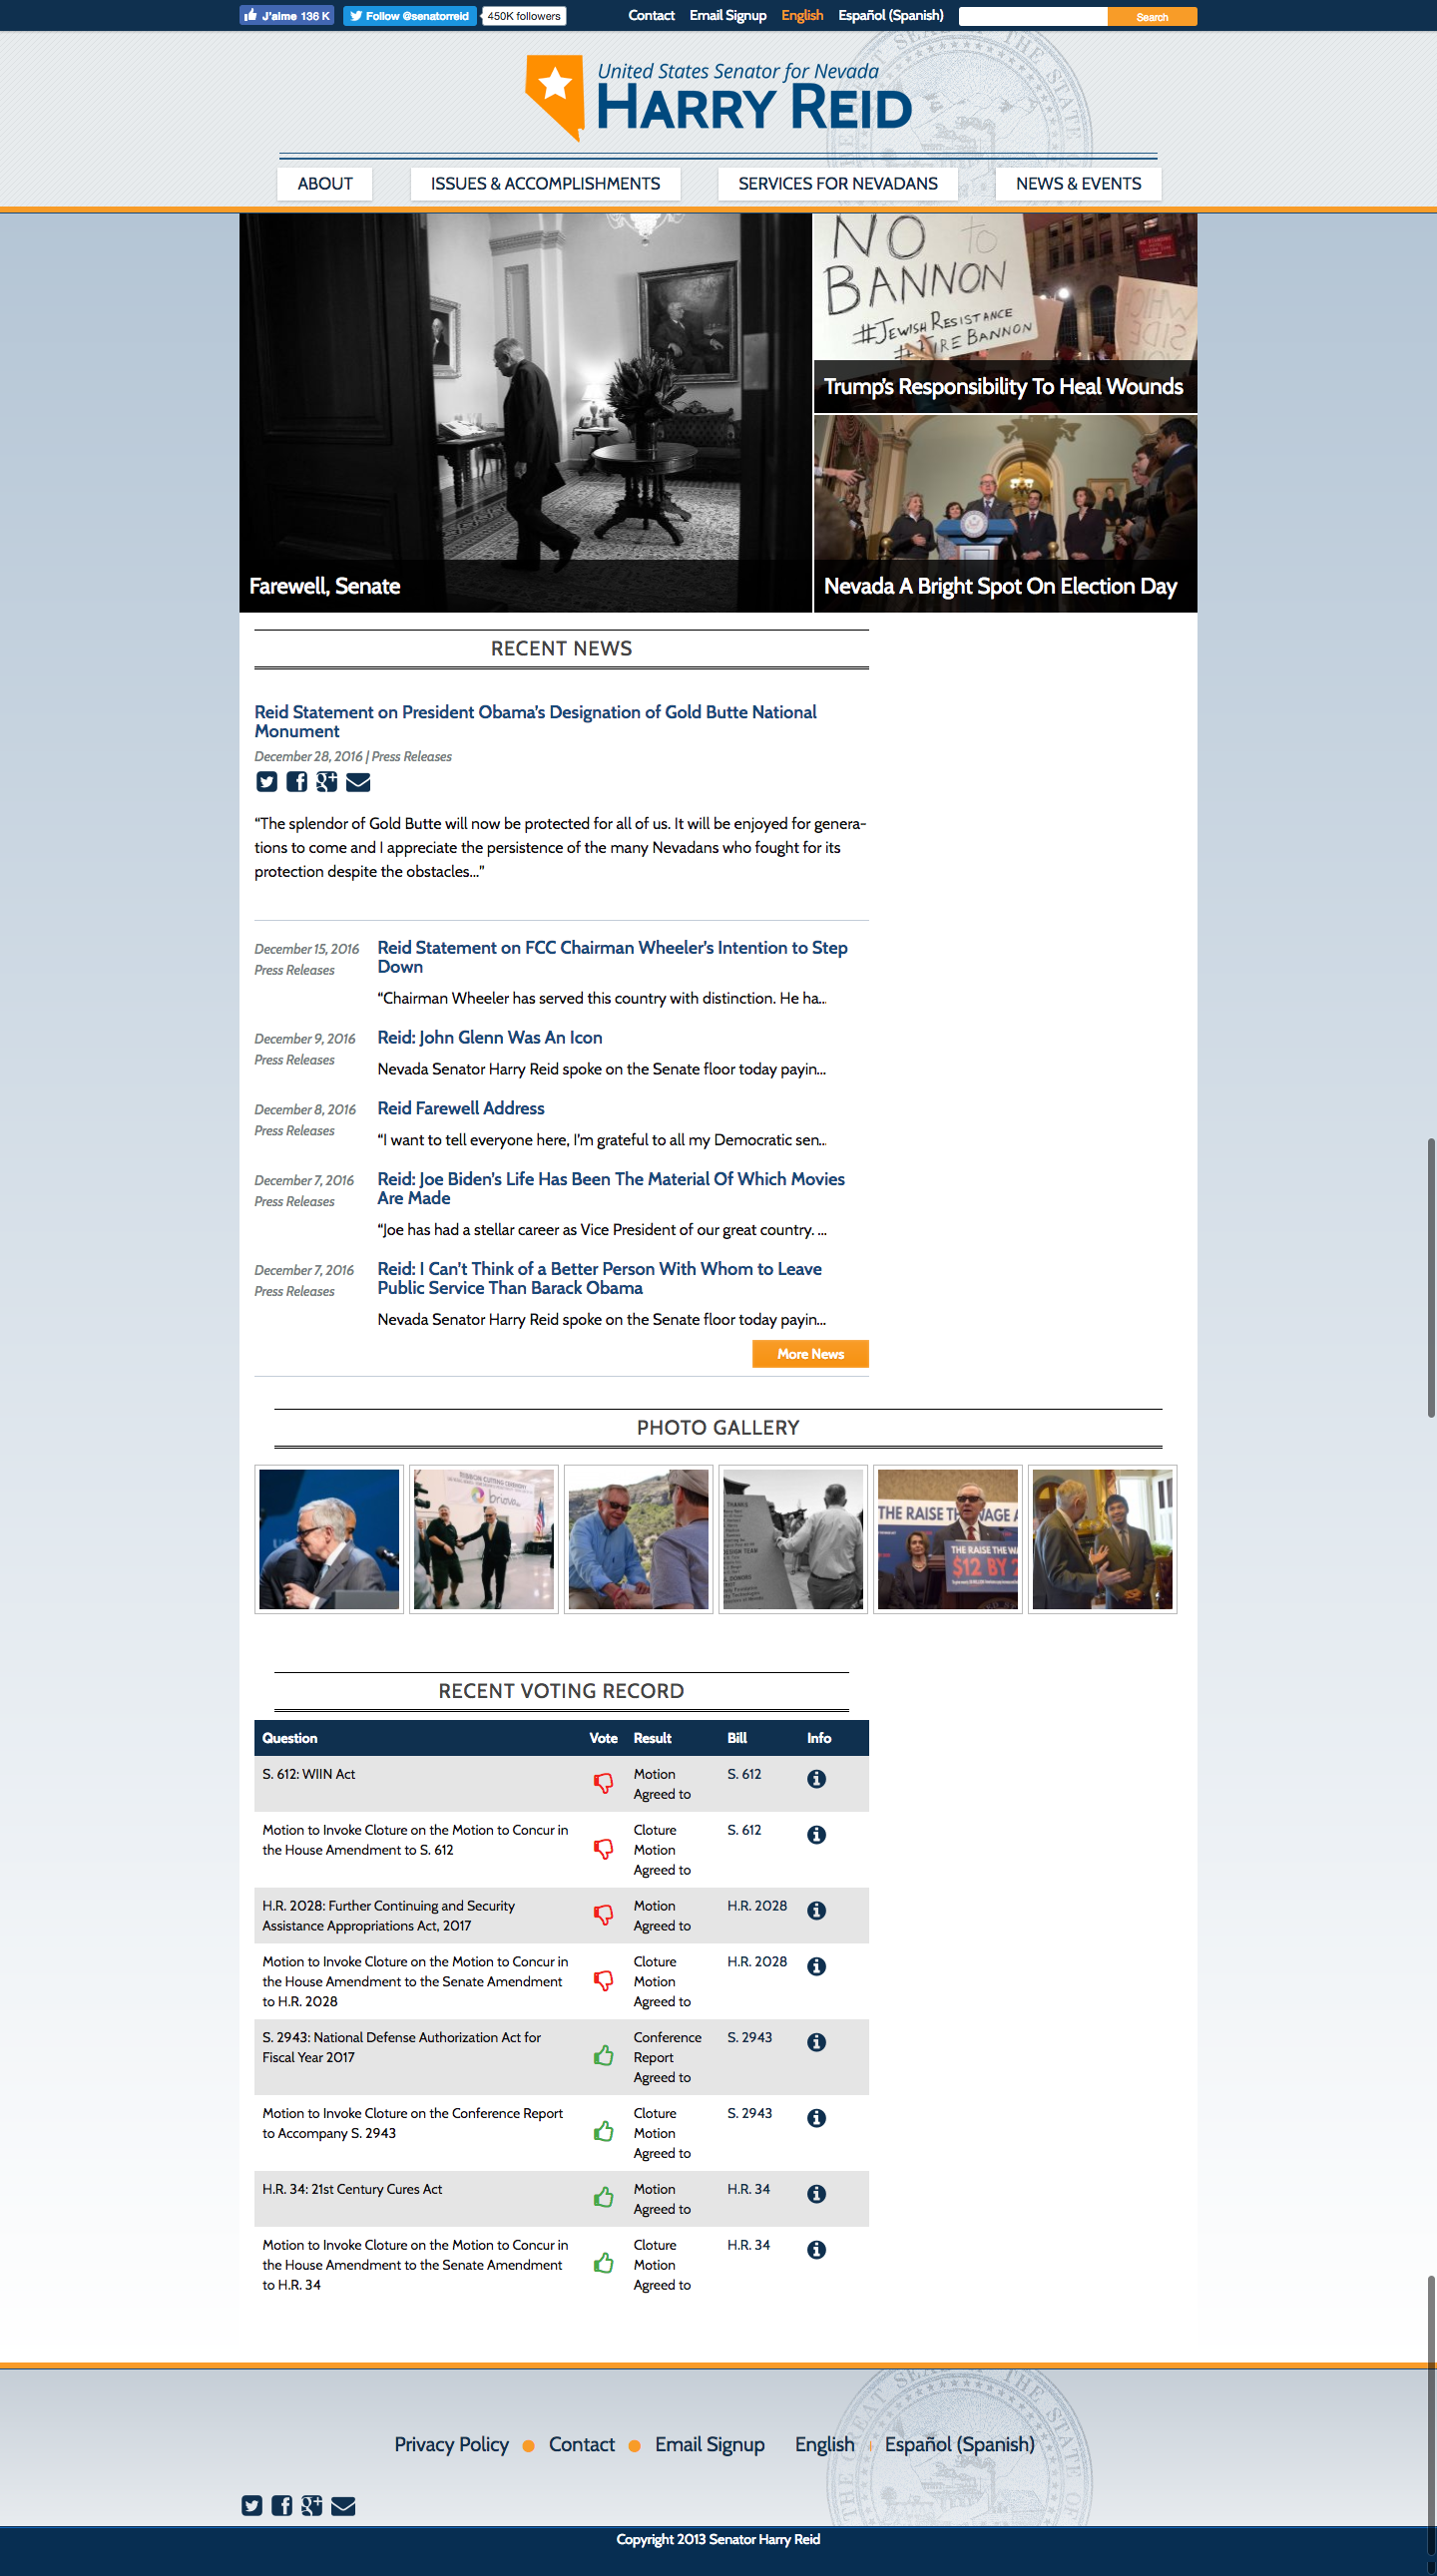 J'aime 136 K
Follow @senatorreid
450K followers
Contact
Email Signup
English
Español (Spanish)
Search
United States Senator for Nevada
HARRY REID
ABOUT
ISSUES & ACCOMPLISHMENTS
SERVICES FOR NEVADANS
NEWS & EVENTS
NO to
BANNON
#JEWISH RESISTANCE
#FIRE BANNON
Trump's Responsibility To Heal Wounds
Farewell, Senate
Nevada A Bright Spot On Election Day
RECENT NEWS
Reid Statement on President Obama's Designation of Gold Butte National
Monument
December 28, 2016 | Press Releases
“The splendor of Gold Butte will now be protected for all of us. It will be enjoyed for genera-
tions to come and I appreciate the persistence of the many Nevadans who fought for its
protection despite the obstacles…”
December 15, 2016
Press Releases
Reid Statement on FCC Chairman Wheeler's Intention to Step
Down
“Chairman Wheeler has served this country with distinction. He ha...
December 9, 2016
Press Releases
Reid: John Glenn Was An Icon
Nevada Senator Harry Reid spoke on the Senate floor today payin...
December 8, 2016
Press Releases
Reid Farewell Address
“I want to tell everyone here, I'm grateful to all my Democratic sen...
December 7, 2016
Press Releases
Reid: Joe Biden's Life Has Been The Material Of Which Movies
Are Made
“Joe has had a stellar career as Vice President of our great country. ...
December 7, 2016
Press Releases
Reid: I Can't Think of a Better Person With Whom to Leave
Public Service Than Barack Obama
Nevada Senator Harry Reid spoke on the Senate floor today payin...
More News
PHOTO GALLERY
RIBBON CUTTING CEREMONY
briova
THANKS
DESIGN TEAM
THE RAISE TH WAGE A
THE RAISE THE WA
$12 BY 2
RECENT VOTING RECORD
Question Vote Result Bill Info
S. 612: WIIN Act
Motion
Agreed to
S. 612
Motion to Invoke Cloture on the Motion to Concur in
the House Amendment to S. 612
Cloture
Motion
Agreed to
S. 612
H.R. 2028: Further Continuing and Security
Assistance Appropriations Act, 2017
Motion
Agreed to
H.R. 2028
Motion to Invoke Cloture on the Motion to Concur in
the House Amendment to the Senate Amendment
to H.R. 2028
Cloture
Motion
Agreed to
H.R. 2028
S. 2943: National Defense Authorization Act for
Fiscal Year 2017
Conference
Report
Agreed to
S. 2943
Motion to Invoke Cloture on the Conference Report
to Accompany S. 2943
Cloture
Motion
Agreed to
S. 2943
H.R. 34: 21st Century Cures Act
Motion
Agreed to
H.R. 34
Motion to Invoke Cloture on the Motion to Concur in
the House Amendment to the Senate Amendment
to H.R. 34
Cloture
Motion
Agreed to
H.R. 34
Privacy Policy
Contact
Email Signup
English
Español (Spanish)
THE GREAT SEAL OF THE STATE OF
Copyright 2013 Senator Harry Reid